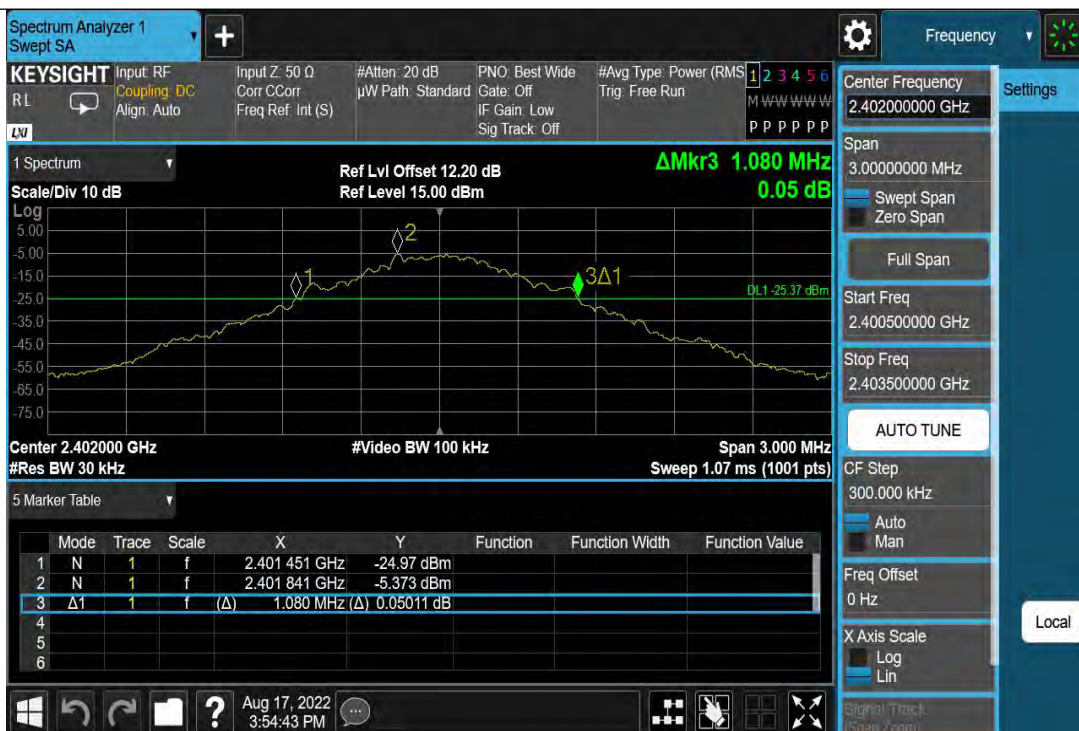 Spectrum Analyzer 1
Swept SA
+
Frequency
KEYSIGHT
RL
LXI
Input: RF
Coupling: DC
Align: Auto
Input Z: 50 Ω
Corr CCorr
Freq Ref: Int (S)
#Atten: 20 dB
µW Path: Standard
PNO: Best Wide
Gate: Off
IF Gain: Low
Sig Track: Off
#Avg Type: Power (RMS
Trig: Free Run
1 2 3 4 5 6
M W W W W W
P P P P P P
1 Spectrum
Scale/Div 10 dB
Ref Lvl Offset 12.20 dB
Ref Level 15.00 dBm
ΔMkr3 1.080 MHz
0.05 dB
Log
5.00
-5.00
-15.0
-25.0
-35.0
-45.0
-55.0
-65.0
-75.0
2
1
3Δ1
DL1 -25.37 dBm
Center 2.402000 GHz
#Video BW 100 kHz
Span 3.000 MHz
#Res BW 30 kHz
Sweep 1.07 ms (1001 pts)
5 Marker Table
Mode Trace Scale X Y Function Function Width Function Value
1 N 1 f 2.401 451 GHz -24.97 dBm
2 N 1 f 2.401 841 GHz -5.373 dBm
3 Δ1 1 f (Δ) 1.080 MHz (Δ) 0.05011 dB
4
5
6
?
Aug 17, 2022
3:54:43 PM
Center Frequency
2.402000000 GHz
Span
3.00000000 MHz
Swept Span
Zero Span
Full Span
Start Freq
2.400500000 GHz
Stop Freq
2.403500000 GHz
AUTO TUNE
CF Step
300.000 kHz
Auto
Man
Freq Offset
0 Hz
X Axis Scale
Log
Lin
Signal Track
(Span Zoom)
Settings
Local